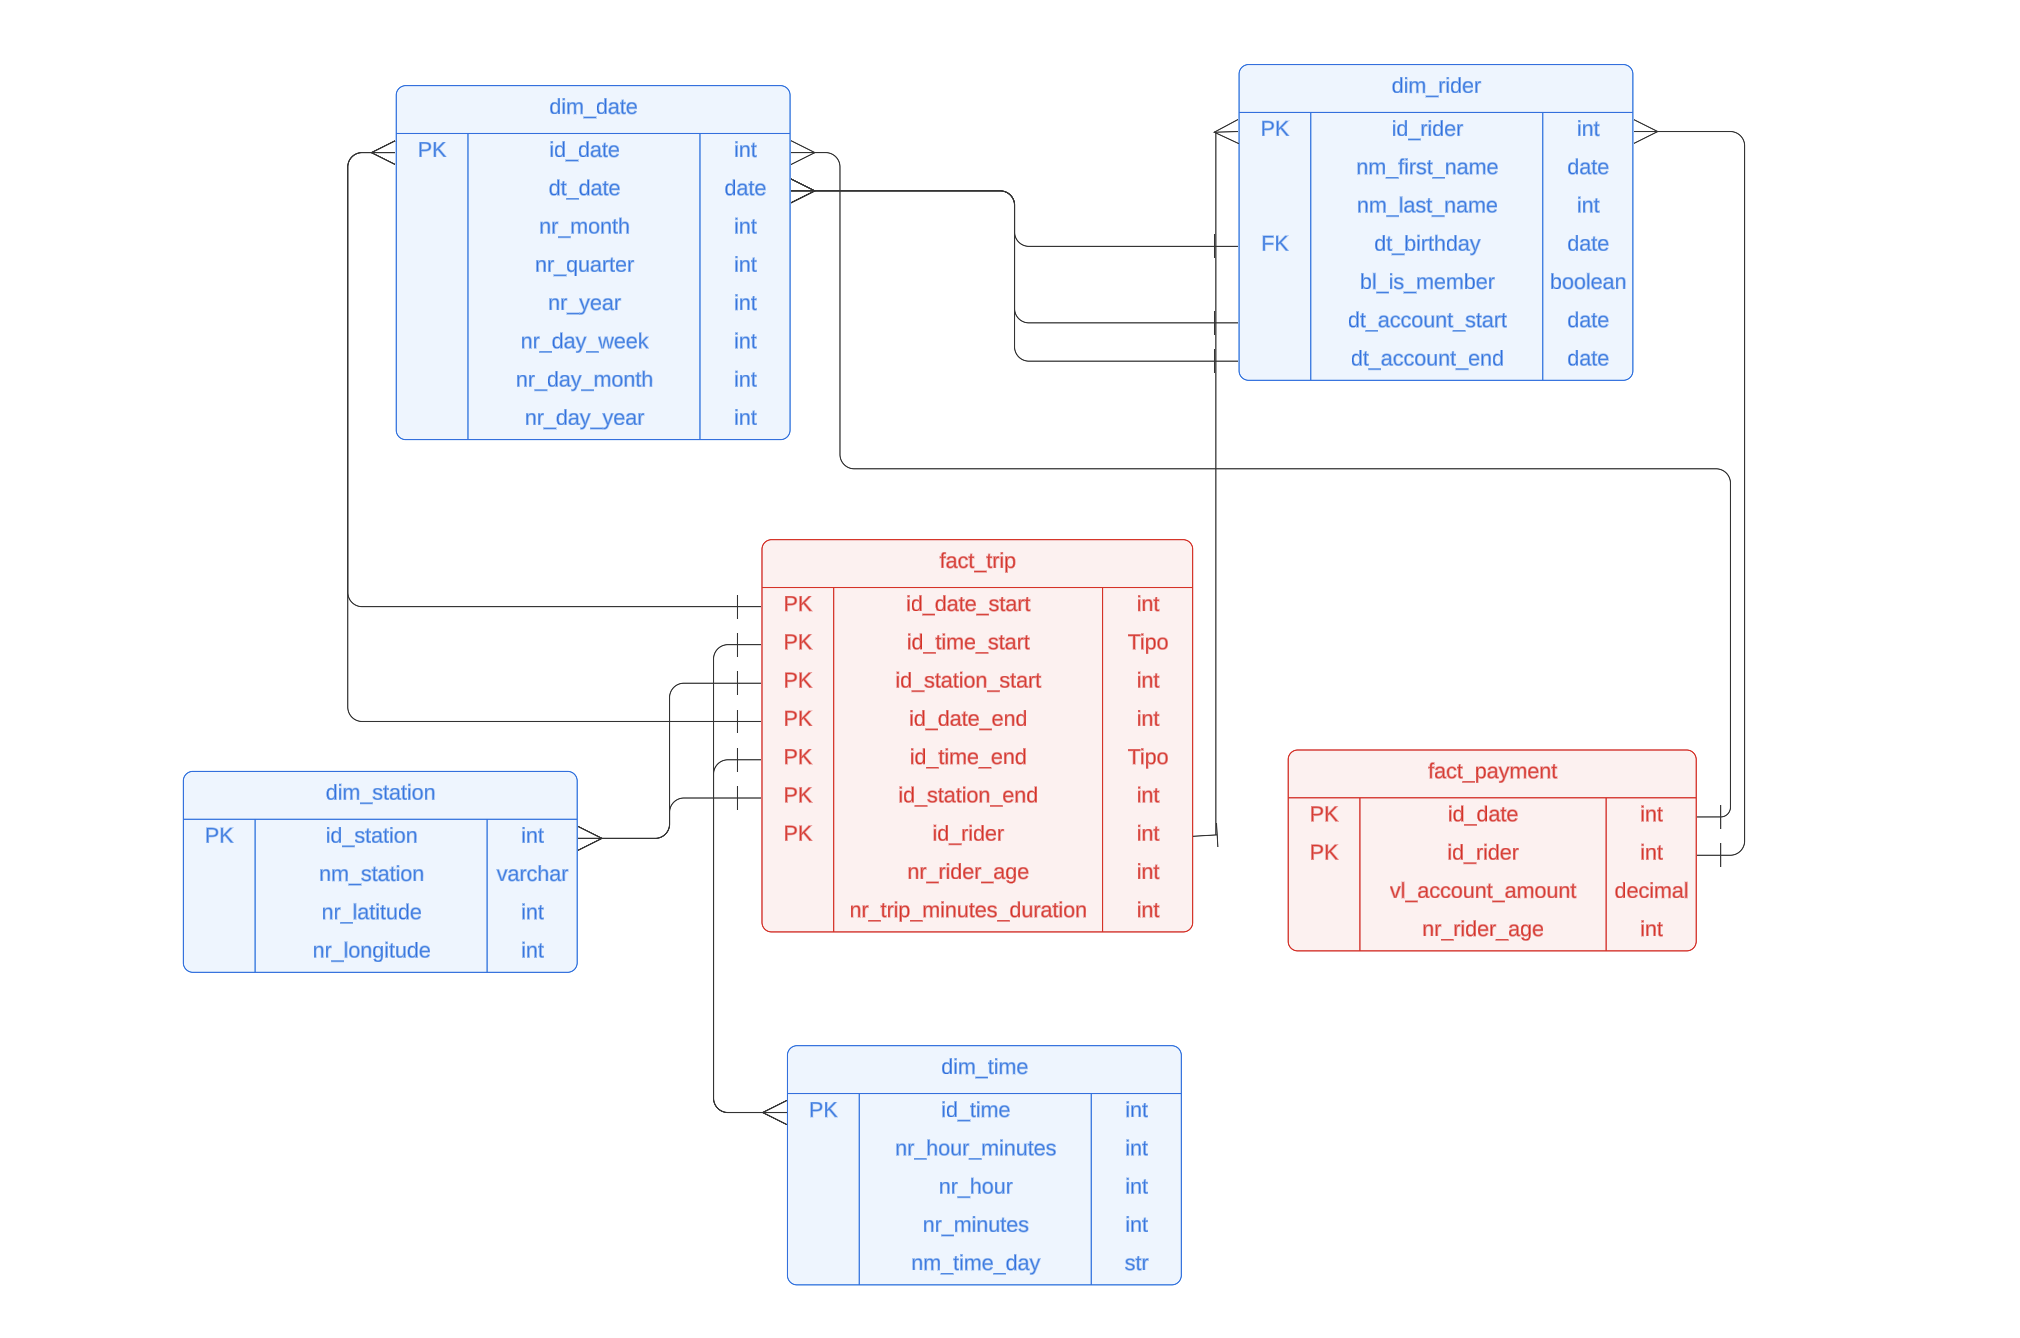 dim_date
PK id_date int
dt_date date
nr_month int
nr_quarter int
nr_year int
nr_day_week int
nr_day_month int
nr_day_year int
dim_rider
PK id_rider int
nm_first_name date
nm_last_name int
FK dt_birthday date
bl_is_member boolean
dt_account_start date
dt_account_end date
fact_trip
PK id_date_start int
PK id_time_start Tipo
PK id_station_start int
PK id_date_end int
PK id_time_end Tipo
PK id_station_end int
PK id_rider int
nr_rider_age int
nr_trip_minutes_duration int
fact_payment
PK id_date int
PK id_rider int
vl_account_amount decimal
nr_rider_age int
dim_station
PK id_station int
nm_station varchar
nr_latitude int
nr_longitude int
dim_time
PK id_time int
nr_hour_minutes int
nr_hour int
nr_minutes int
nm_time_day str